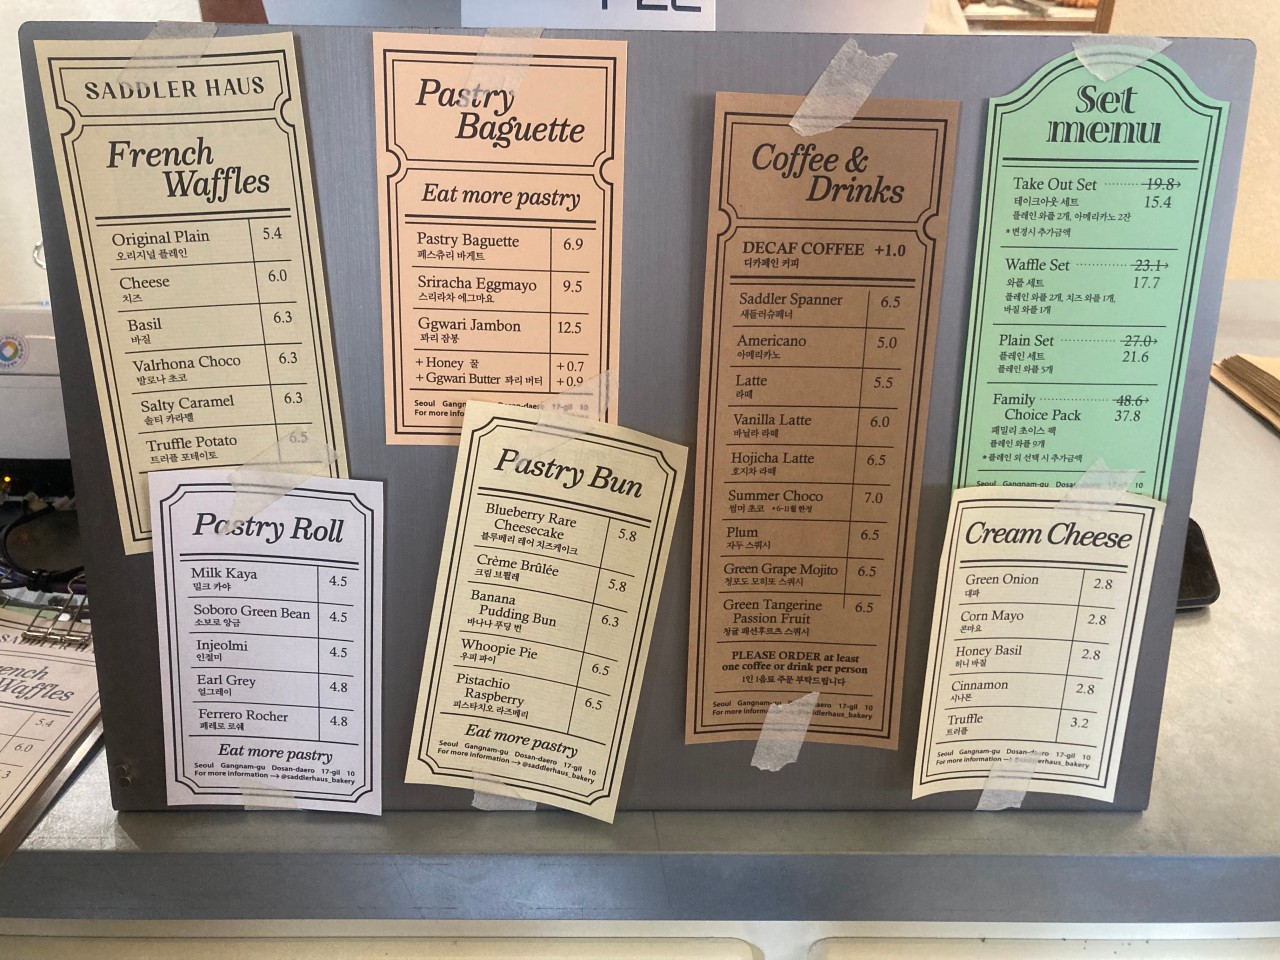 SADDLER HAUS
French
Waffles
Original Plain 5.4
오리지널 플레인
Cheese 6.0
치즈
Basil 6.3
바질
Valrhona Choco 6.3
발로나 초코
Salty Caramel 6.3
솔티 카라멜
Truffle Potato 6.5
트러플 포테이토
Pastry Roll
Milk Kaya 4.5
밀크 카야
Soboro Green Bean 4.5
소보로 앙금
Injeolmi 4.5
인절미
Earl Grey 4.8
얼그레이
Ferrero Rocher 4.8
페레로 로쉐
Eat more pastry
Seoul Gangnam-gu Dosan-daero 17-gil 10
For more information → @saddlerhaus_bakery
Pastry
Baguette
Eat more pastry
Pastry Baguette 6.9
페스츄리 바게트
Sriracha Eggmayo 9.5
스리라차 에그마요
Ggwari Jambon 12.5
꽈리 잠봉
+ Honey 꿀 +0.7
+ Ggwari Butter 꽈리 버터 +0.9
Seoul Gangn Dosan-daero 17-gil 10
For more info
Pastry Bun
Blueberry Rare 5.8
Cheesecake
블루베리 레어 치즈케이크
Crème Brûlée 5.8
크림 브륄레
Banana 6.3
Pudding Bun
바나나 푸딩 번
Whoopie Pie 6.5
우피 파이
Pistachio 6.5
Raspberry
피스타치오 라즈베리
Eat more pastry
Seoul Gangnam-gu Dosan-daero 17-gil 10
For more information → @saddlerhaus_bakery
Coffee &
Drinks
DECAF COFFEE +1.0
디카페인 커피
Saddler Spanner 6.5
새들러슈페너
Americano 5.0
아메리카노
Latte 5.5
라떼
Vanilla Latte 6.0
바닐라 라떼
Hojicha Latte 6.5
호지차 라떼
Summer Choco 7.0
썸머 초코 *6-11월 한정
Plum 6.5
자두 스쿼시
Green Grape Mojito 6.5
청포도 모히또 스쿼시
Green Tangerine 6.5
Passion Fruit
청귤 패션후르츠 스쿼시
PLEASE ORDER at least
one coffee or drink per person
1인 1음료 주문 부탁드립니다
Seoul Gangnam-gu Dosan-daero 17-gil 10
For more information → @saddlerhaus_bakery
Set
menu
Take Out Set 19.8
테이크아웃 세트 15.4
플레인 와플 2개, 아메리카노 2잔
*변경시 추가금액
Waffle Set 23.1
와플 세트 17.7
플레인 와플 2개, 치즈 와플 1개,
바질 와플 1개
Plain Set 27.0
플레인 세트 21.6
플레인 와플 5개
Family 48.6
Choice Pack 37.8
패밀리 초이스 팩
플레인 와플 9개
*플레인 외 선택 시 추가금액
Seoul Gangnam-gu Dosan 10
Cream Cheese
Green Onion 2.8
대파
Corn Mayo 2.8
콘마요
Honey Basil 2.8
허니 바질
Cinnamon 2.8
시나몬
Truffle 3.2
트러플
Seoul Gangnam-gu Dosan-daero 17-gil 10
For more information → @saddlerhaus_bakery
Waffles
5.4
6.0